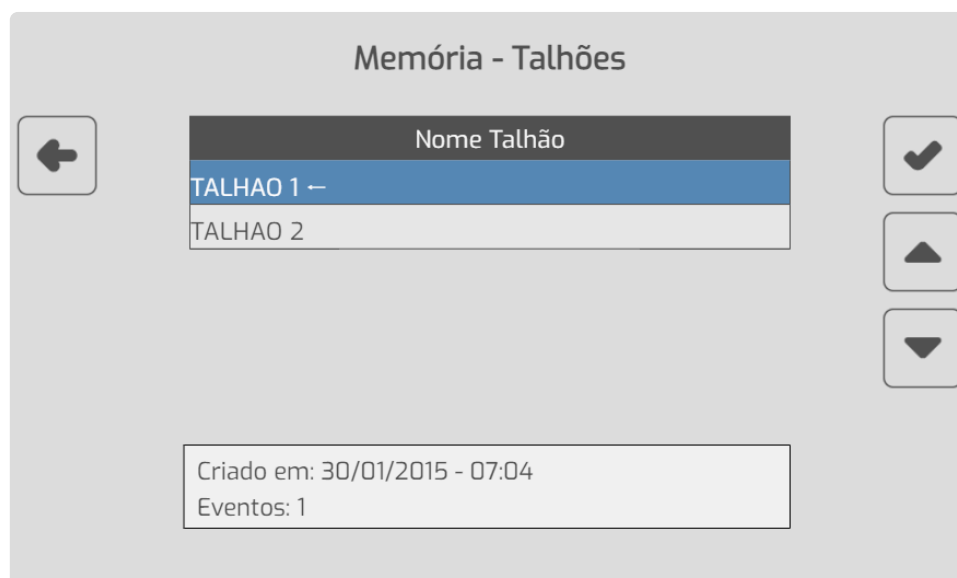 Memória - Talhões
Nome Talhão
TALHAO 1 ←
TALHAO 2
Criado em: 30/01/2015 - 07:04
Eventos: 1